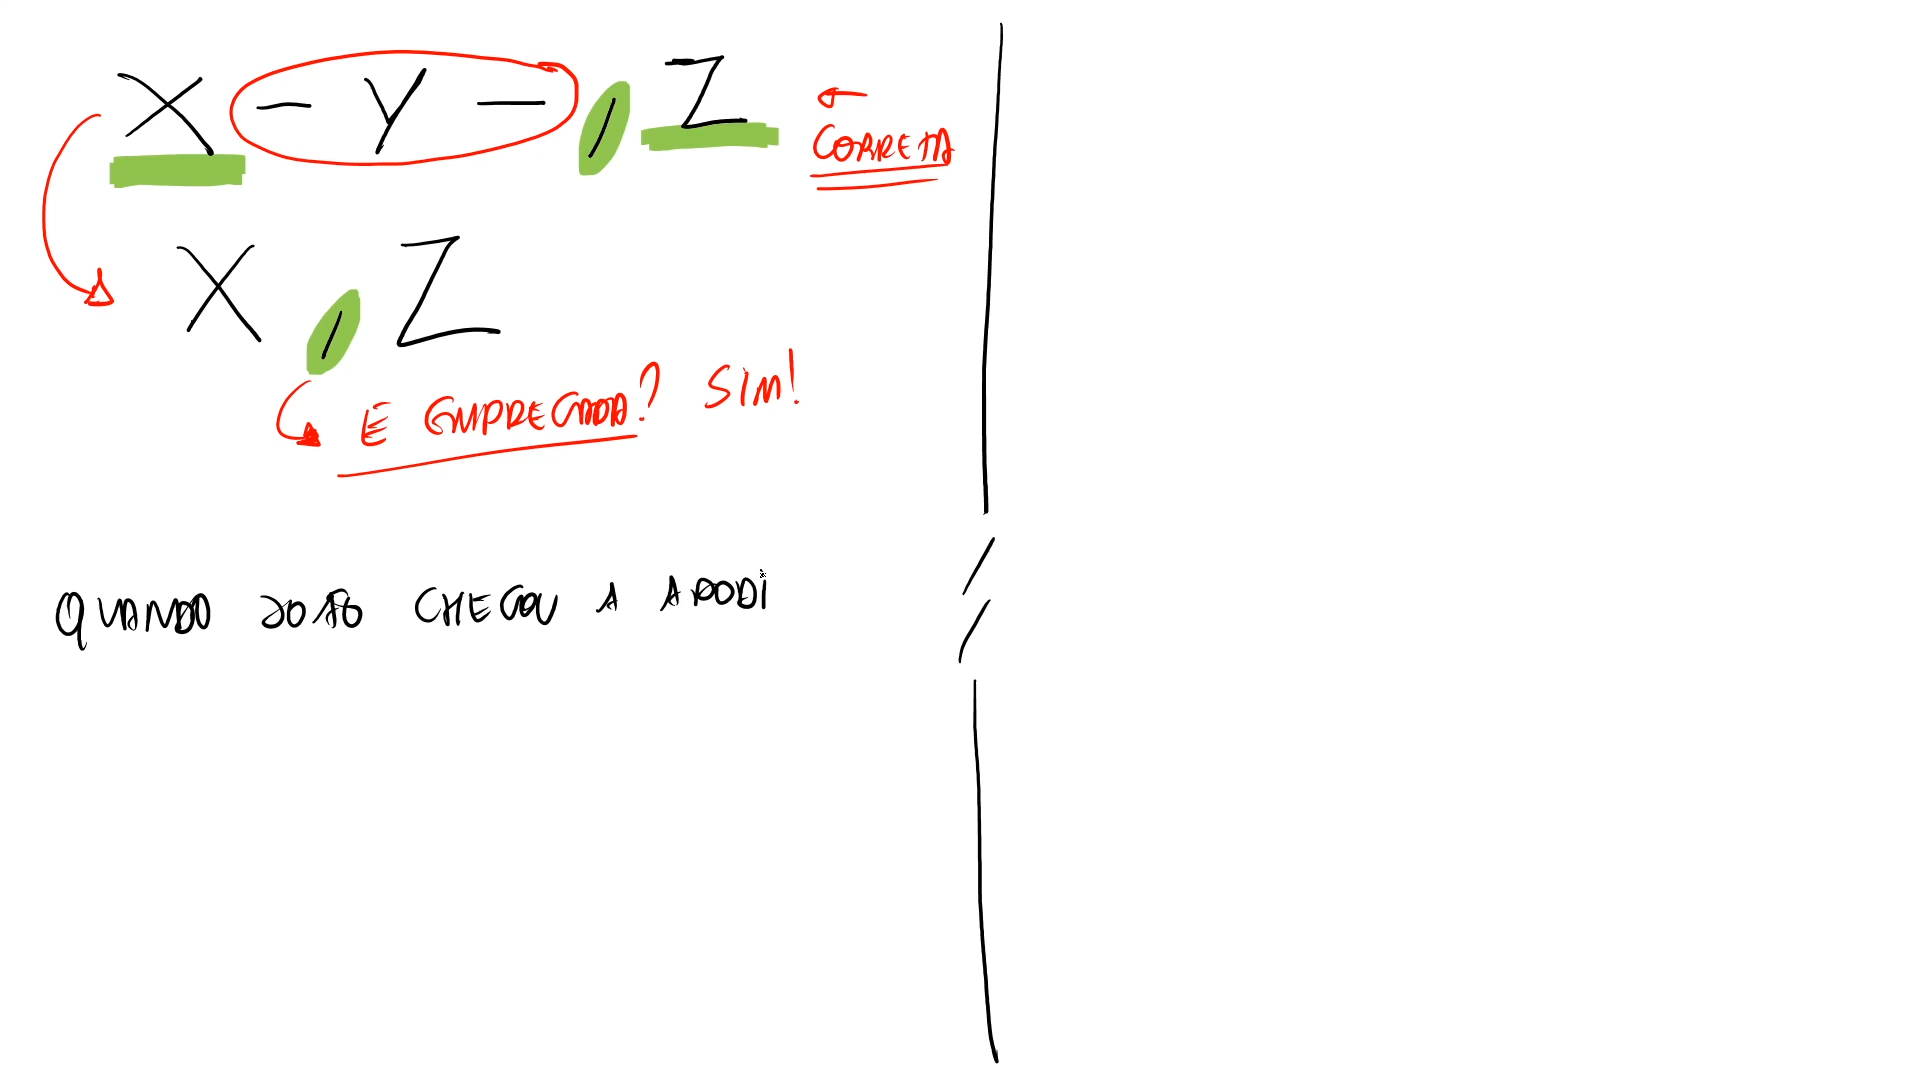 X - Y - , Z ← CORRETA
X , Z
É EMPREGADA? SIM!
QUANDO JOÃO CHEGOU A APODI